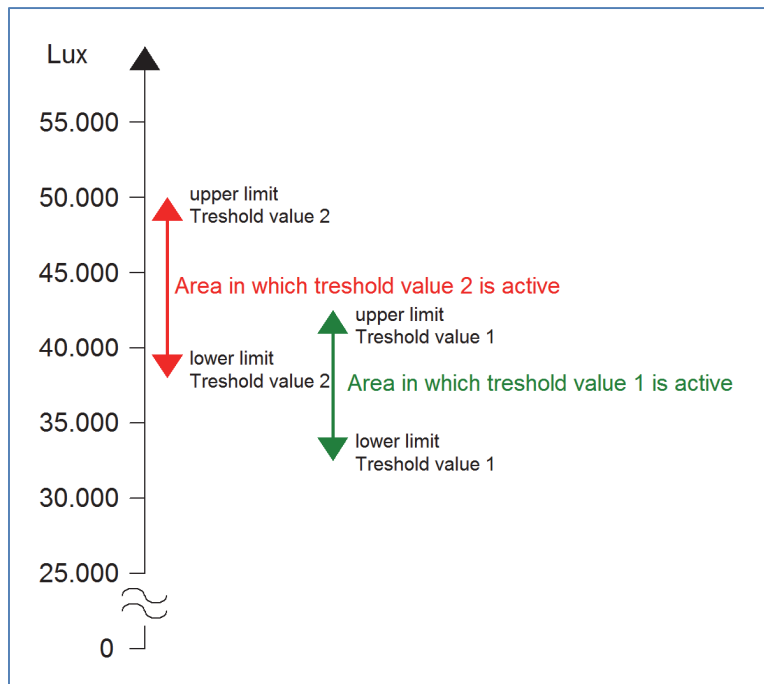 Lux
55.000
50.000
upper limit
Treshold value 2
45.000
Area in which treshold value 2 is active
upper limit
Treshold value 1
40.000
lower limit
Treshold value 2
Area in which treshold value 1 is active
35.000
lower limit
Treshold value 1
30.000
25.000
0